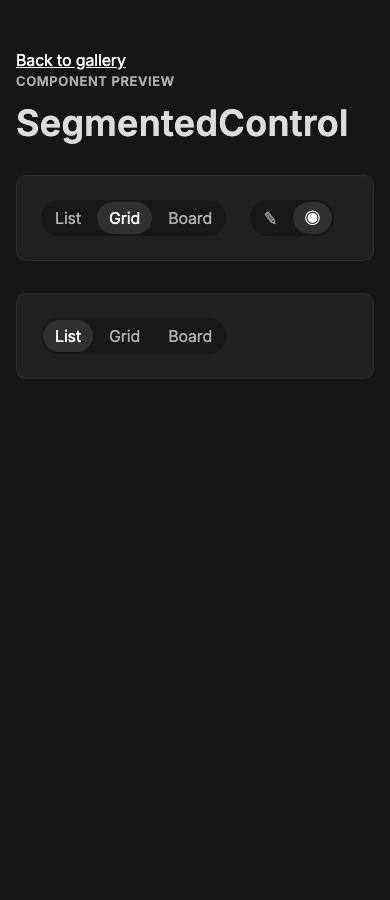 Back to gallery
COMPONENT PREVIEW
SegmentedControl
List Grid Board ✎ ◉
List Grid Board